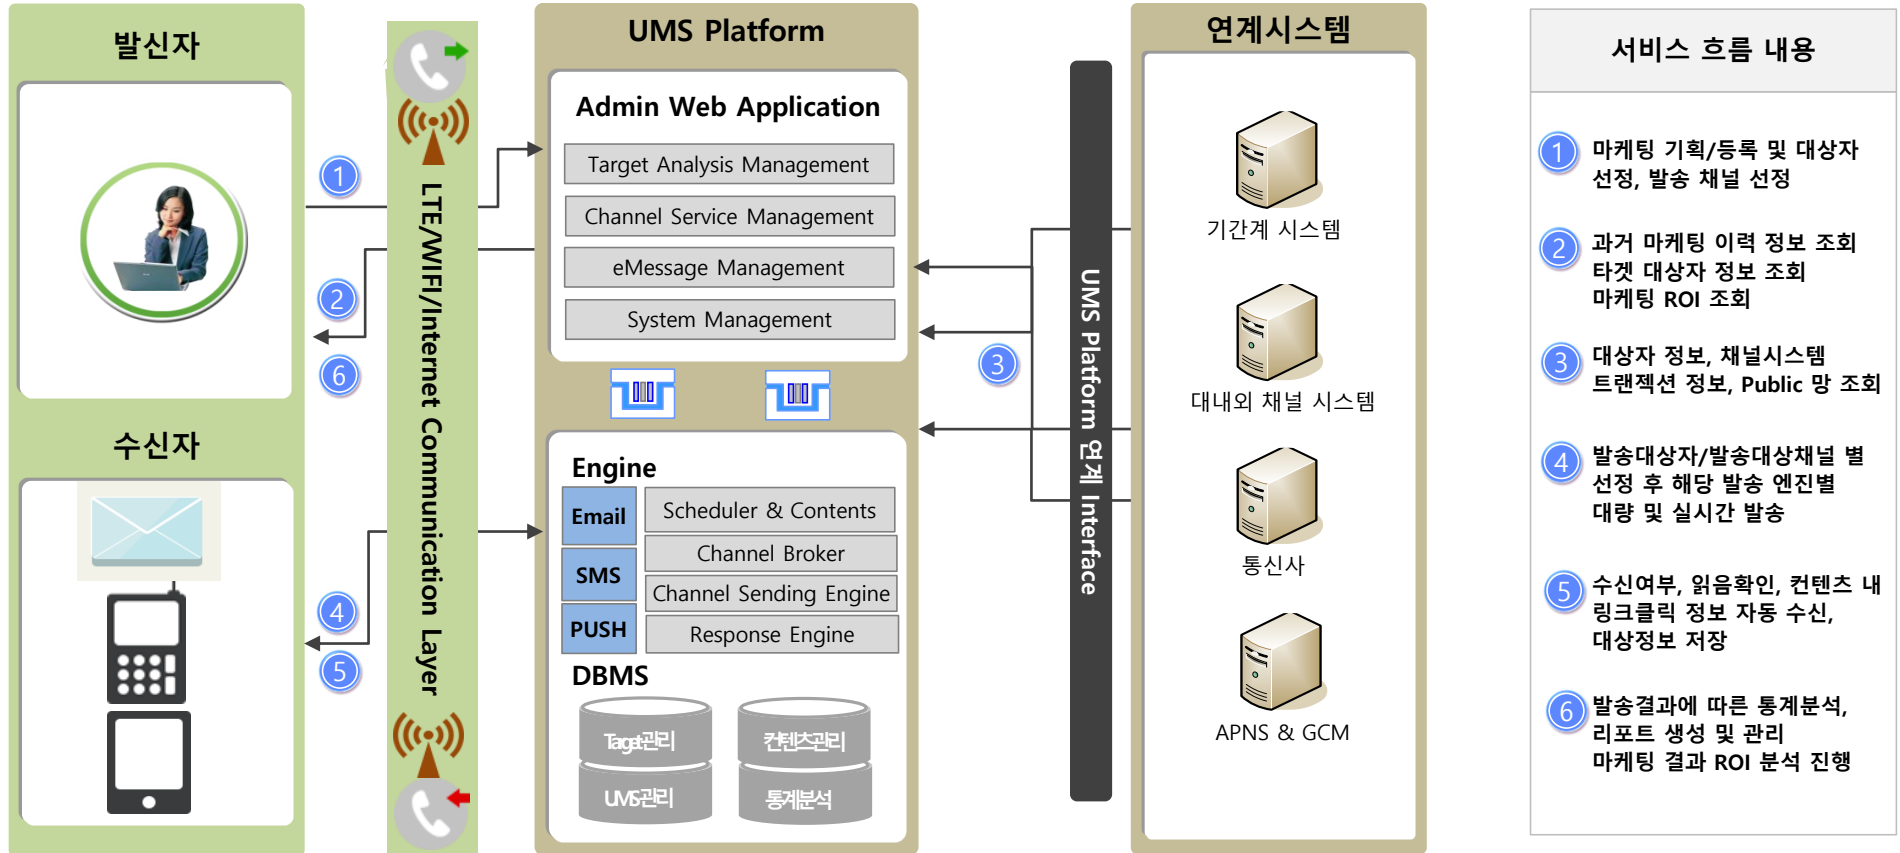 발신자
1
2
6
수신자
4
5
LTE/WIFI/Internet Communication Layer
UMS Platform
Admin Web Application
Target Analysis Management
Channel Service Management
eMessage Management
System Management
Engine
Email
SMS
PUSH
Scheduler & Contents
Channel Broker
Channel Sending Engine
Response Engine
DBMS
Target관리
컨텐츠관리
UMS관리
통계분석
3
UMS Platform 연계 Interface
연계시스템
기간계 시스템
대내외 채널 시스템
통신사
APNS & GCM
서비스 흐름 내용
1 마케팅 기획/등록 및 대상자
선정, 발송 채널 선정
2 과거 마케팅 이력 정보 조회
타겟 대상자 정보 조회
마케팅 ROI 조회
3 대상자 정보, 채널시스템
트랜젝션 정보, Public 망 조회
4 발송대상자/발송대상채널 별
선정 후 해당 발송 엔진별
대량 및 실시간 발송
5 수신여부, 읽음확인, 컨텐츠 내
링크클릭 정보 자동 수신,
대상정보 저장
6 발송결과에 따른 통계분석,
리포트 생성 및 관리
마케팅 결과 ROI 분석 진행